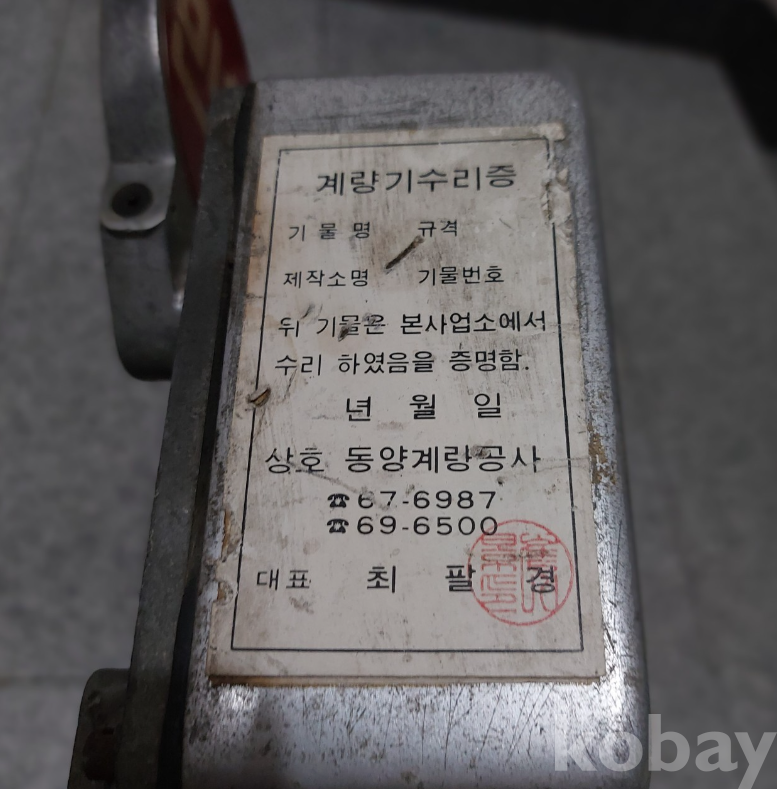 계량기수리증
기 물 명 규격
제작소명 기물번호
위 기물은 본사업소에서
수리 하였음을 증명함.
년 월 일
상호 동양계량공사
☎ 67-6987
☎ 69-6500
대표 최 팔 경
kobay